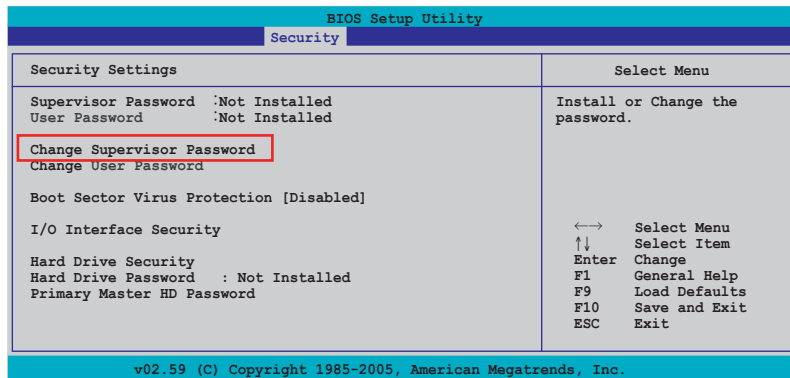 BIOS Setup Utility
Security
Security Settings
Supervisor Password :Not Installed
User Password :Not Installed
Change Supervisor Password
Change User Password
Boot Sector Virus Protection [Disabled]
I/O Interface Security
Hard Drive Security
Hard Drive Password : Not Installed
Primary Master HD Password
Select Menu
Install or Change the
password.
←→ Select Menu
↑↓ Select Item
Enter Change
F1 General Help
F9 Load Defaults
F10 Save and Exit
ESC Exit
v02.59 (C) Copyright 1985-2005, American Megatrends, Inc.